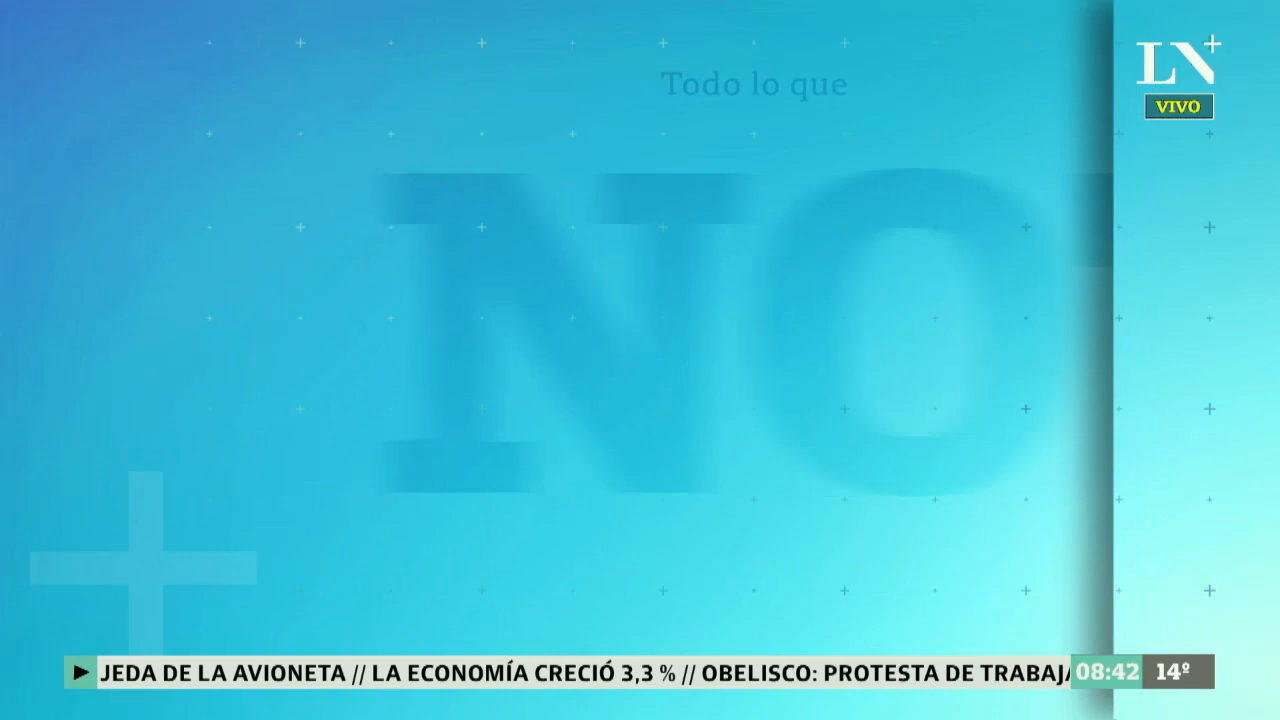 LN+
VIVO
Todo lo que
NO
JEDA DE LA AVIONETA // LA ECONOMÍA CRECIÓ 3,3 % // OBELISCO: PROTESTA DE TRABAJA
08:42 14º